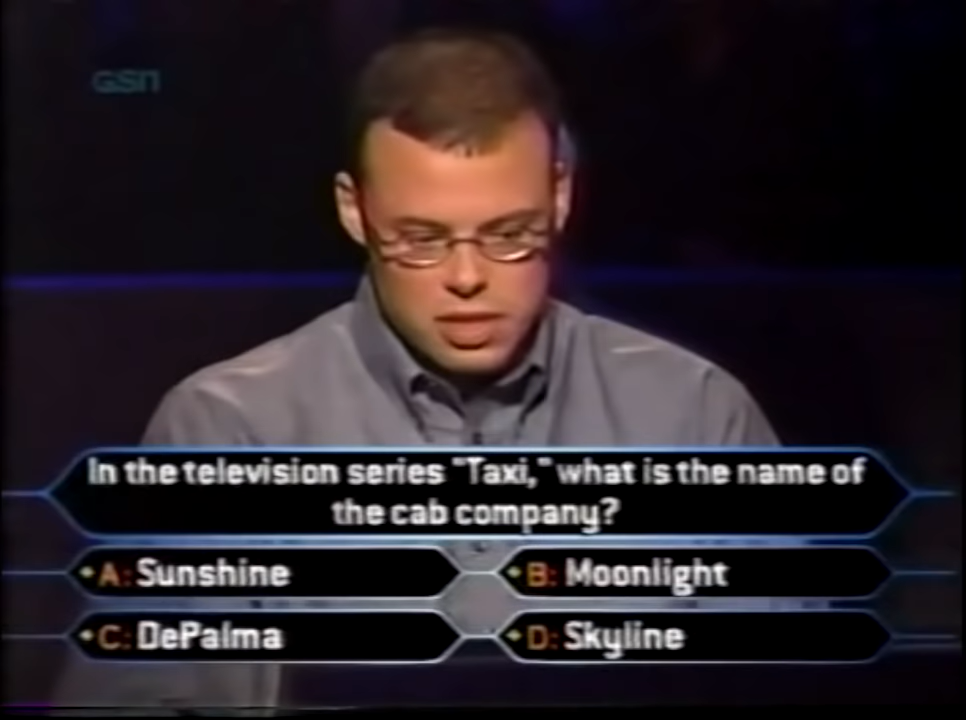 GSN
In the television series "Taxi," what is the name of
the cab company?
A: Sunshine
B: Moonlight
C: DePalma
D: Skyline